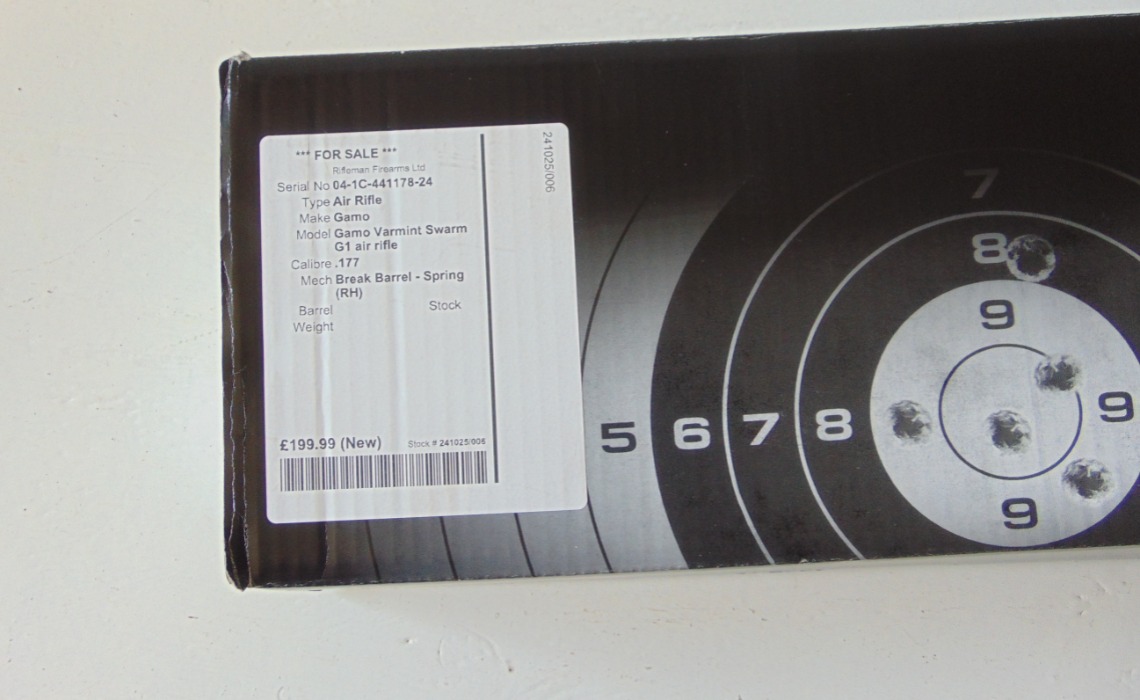 *** FOR SALE ***
Rifleman Firearms Ltd
Serial No 04-1C-441178-24
Type Air Rifle
Make Gamo
Model Gamo Varmint Swarm
G1 air rifle
Calibre .177
Mech Break Barrel - Spring
(RH)
Barrel Stock
Weight
£199.99 (New) Stock # 241025/006
241025/006
7
8
9
5 6 7 8 9
9